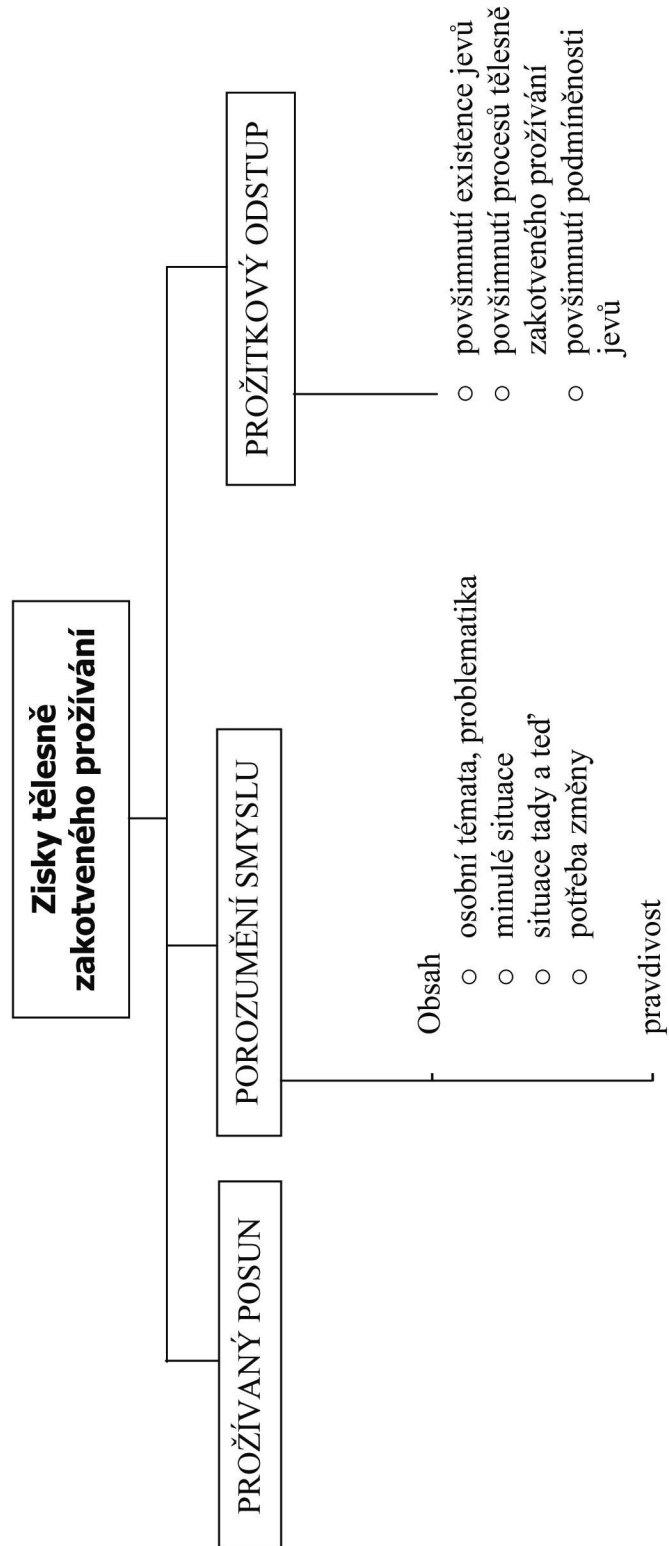 Zisky tělesně
zakotveného prožívání
PROŽÍVANÝ POSUN
POROZUMĚNÍ SMYSLU
Obsah
○ osobní témata, problematika
○ minulé situace
○ situace tady a teď
○ potřeba změny
pravdivost
PROŽITKOVÝ ODSTUP
○ povšimnutí existence jevů
○ povšimnutí procesů tělesně
zakotveného prožívání
○ povšimnutí podmíněnosti
jevů